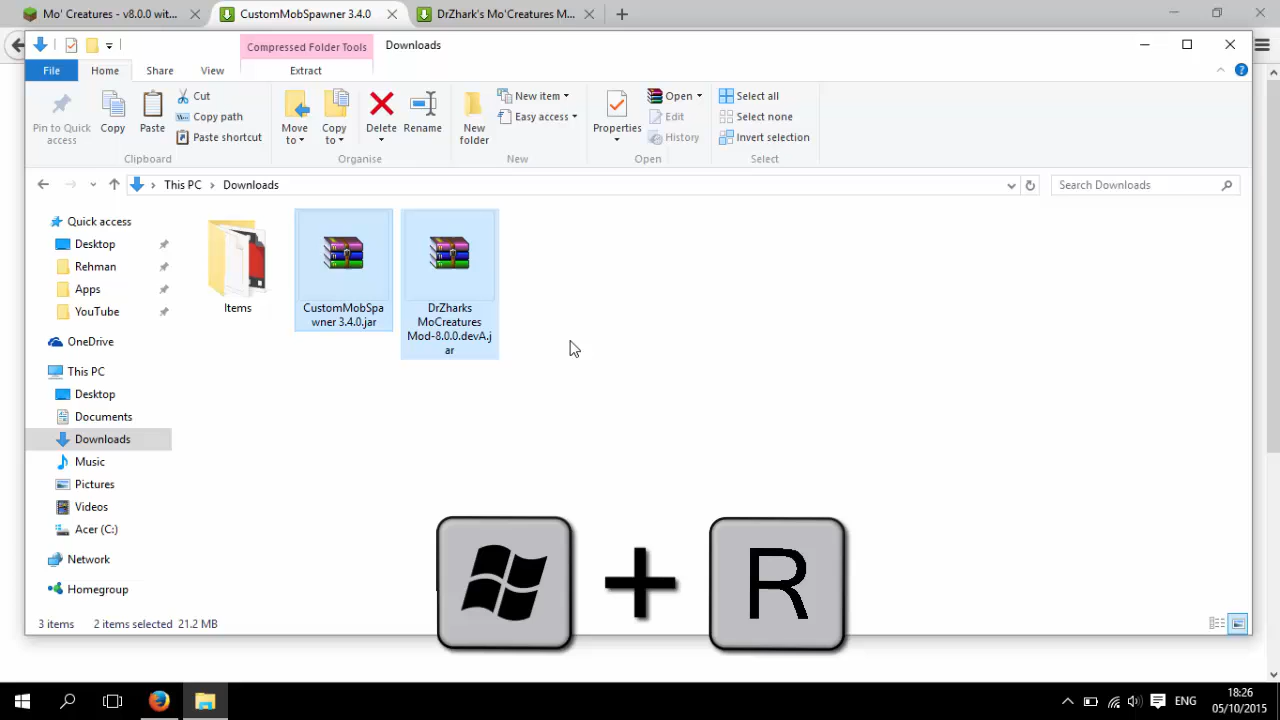 Mo' Creatures - v8.0.0 wit...
CustomMobSpawner 3.4.0
DrZhark's Mo'Creatures M...
Compressed Folder Tools
Downloads
File
Home
Share
View
Extract
Pin to Quick access
Copy
Paste
Cut
Copy path
Paste shortcut
Clipboard
Move to
Copy to
Delete
Rename
Organise
New folder
New item
Easy access
New
Properties
Open
Edit
History
Open
Select all
Select none
Invert selection
Select
This PC
Downloads
Search Downloads
Quick access
Desktop
Rehman
Apps
YouTube
OneDrive
This PC
Desktop
Documents
Downloads
Music
Pictures
Videos
Acer (C:)
Network
Homegroup
Items
CustomMobSpa
wner 3.4.0.jar
DrZharks
MoCreatures
Mod-8.0.0.devA.j
ar
+
R
3 items
2 items selected 21.2 MB
ENG
18:26
05/10/2015